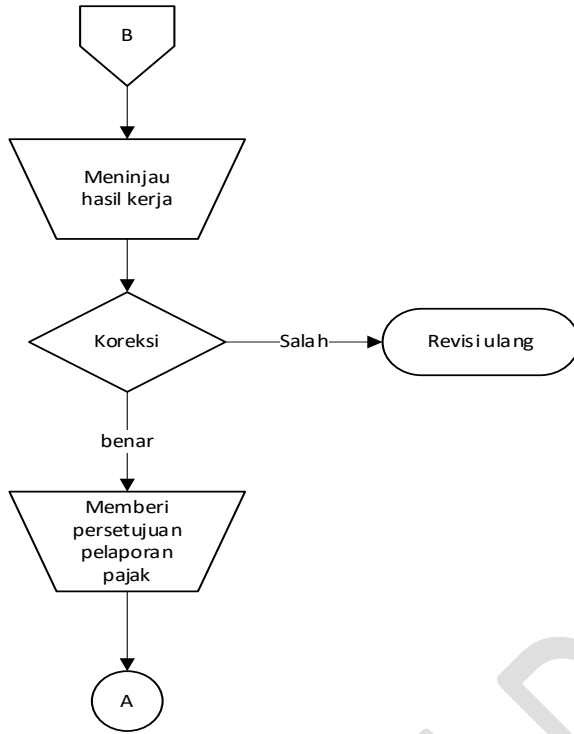 B
Meninjau
hasil kerja
Koreksi
Salah
Revisi ulang
benar
Memberi
persetujuan
pelaporan
pajak
A